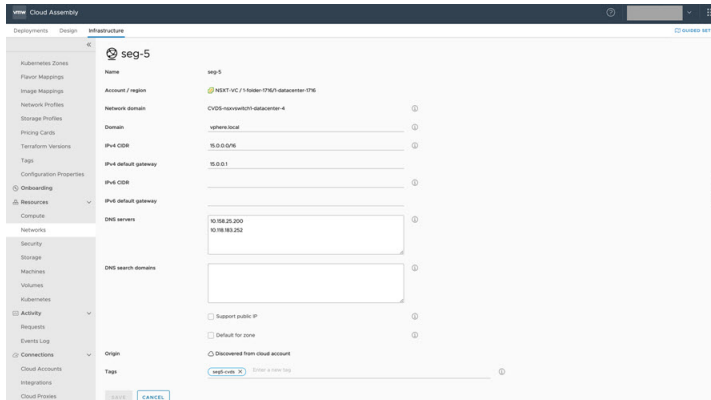 vmw Cloud Assembly
Deployments Design Infrastructure GUIDED SET
Kubernetes Zones
Flavor Mappings
Image Mappings
Network Profiles
Storage Profiles
Pricing Cards
Terraform Versions
Tags
Configuration Properties
Onboarding
Resources
Compute
Networks
Security
Storage
Machines
Volumes
Kubernetes
Activity
Requests
Events Log
Connections
Cloud Accounts
Integrations
Cloud Proxies
seg-5
Name seg-5
Account / region NSXT-VC / 1-folder-1716/1-datacenter-1716
Network domain CVDS-nsxvswitch1-datacenter-4
Domain vphere.local
IPv4 CIDR 15.0.0.0/16
IPv4 default gateway 15.0.0.1
IPv6 CIDR
IPv6 default gateway
DNS servers 10.158.25.200
10.118.183.252
DNS search domains
Support public IP
Default for zone
Origin Discovered from cloud account
Tags seg5-cvds X Enter a new tag
SAVE CANCEL